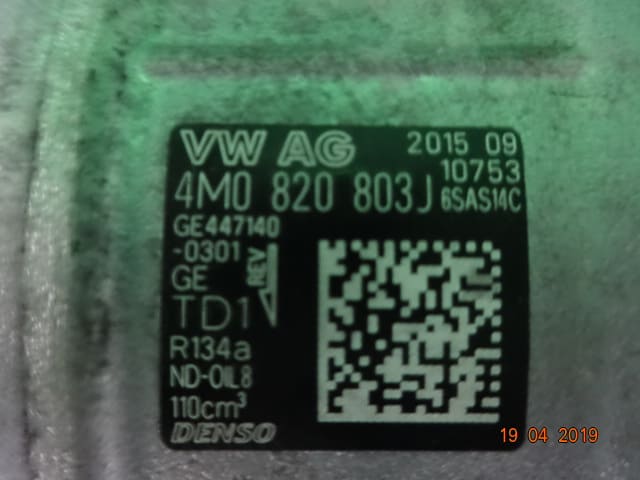 VW AG 2015 09
10753
4M0 820 803J 6SAS14C
GE447140
-0301
GE REV
TD1
R134a
ND-OIL8
110cm³
DENSO
19 04 2019